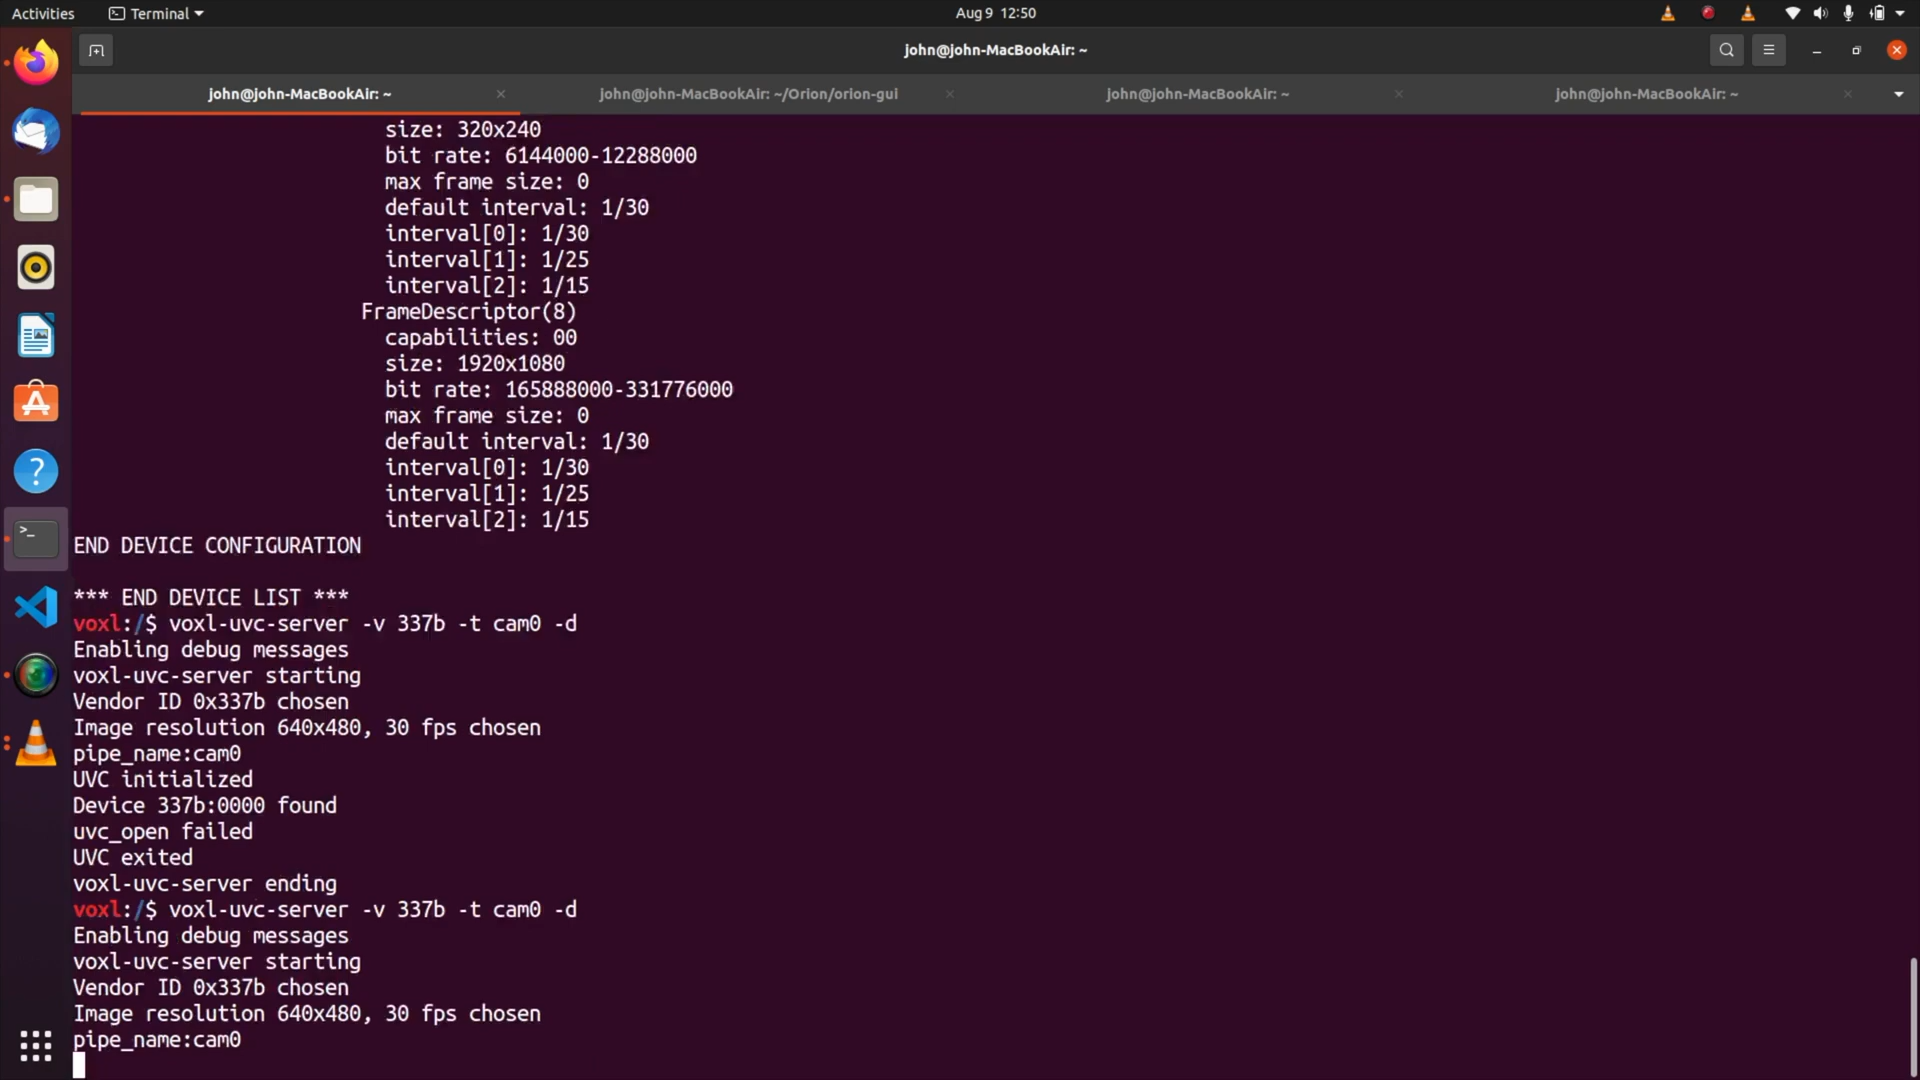 Activities
Terminal
Aug 9 12:50
john@john-MacBookAir: ~
john@john-MacBookAir: ~
john@john-MacBookAir: ~/Orion/orion-gui
john@john-MacBookAir: ~
john@john-MacBookAir: ~
size: 320x240
bit rate: 6144000-12288000
max frame size: 0
default interval: 1/30
interval[0]: 1/30
interval[1]: 1/25
interval[2]: 1/15
FrameDescriptor(8)
capabilities: 00
size: 1920x1080
bit rate: 165888000-331776000
max frame size: 0
default interval: 1/30
interval[0]: 1/30
interval[1]: 1/25
interval[2]: 1/15
END DEVICE CONFIGURATION
*** END DEVICE LIST ***
voxl:/$ voxl-uvc-server -v 337b -t cam0 -d
Enabling debug messages
voxl-uvc-server starting
Vendor ID 0x337b chosen
Image resolution 640x480, 30 fps chosen
pipe_name:cam0
UVC initialized
Device 337b:0000 found
uvc_open failed
UVC exited
voxl-uvc-server ending
voxl:/$ voxl-uvc-server -v 337b -t cam0 -d
Enabling debug messages
voxl-uvc-server starting
Vendor ID 0x337b chosen
Image resolution 640x480, 30 fps chosen
pipe_name:cam0